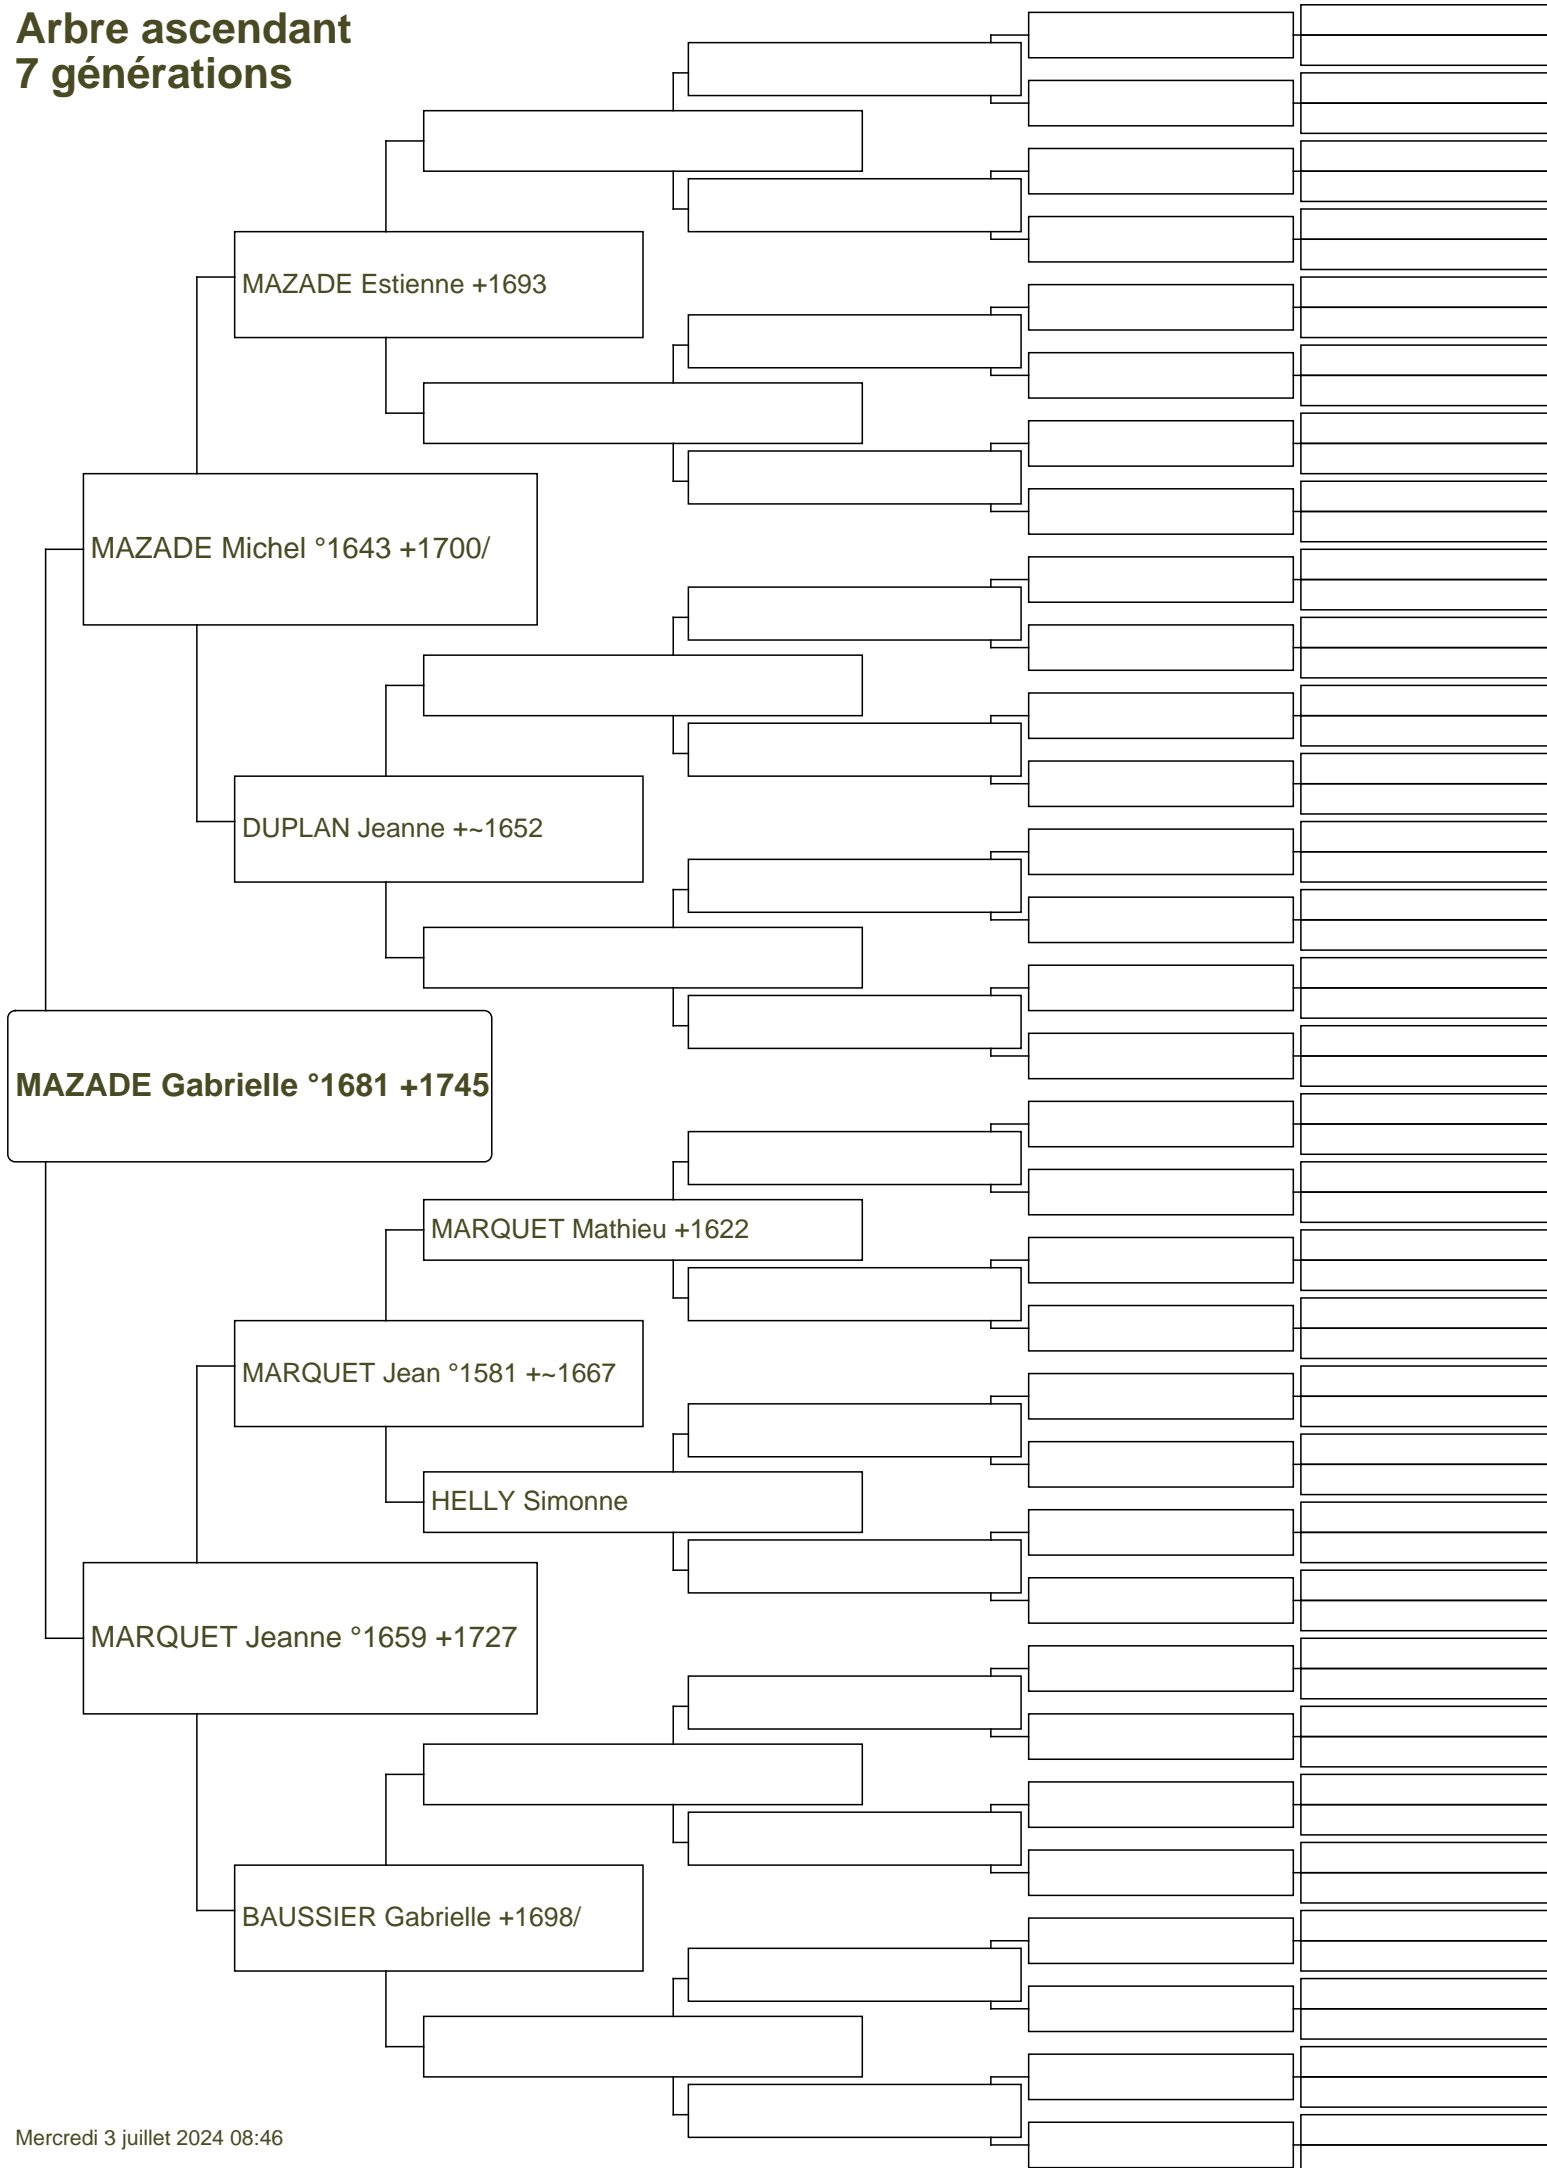 Arbre ascendant
7 générations
MAZADE Estienne +1693
MAZADE Michel °1643 +1700/
DUPLAN Jeanne +~1652
MAZADE Gabrielle °1681 +1745
MARQUET Mathieu +1622
MARQUET Jean °1581 +~1667
HELLY Simonne
MARQUET Jeanne °1659 +1727
BAUSSIER Gabrielle +1698/
Mercredi 3 juillet 2024 08:46